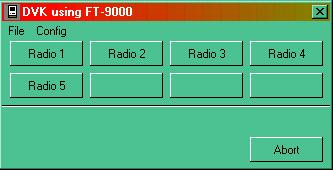 DVK using FT-9000
File Config
Radio 1 Radio 2 Radio 3 Radio 4
Radio 5
Abort